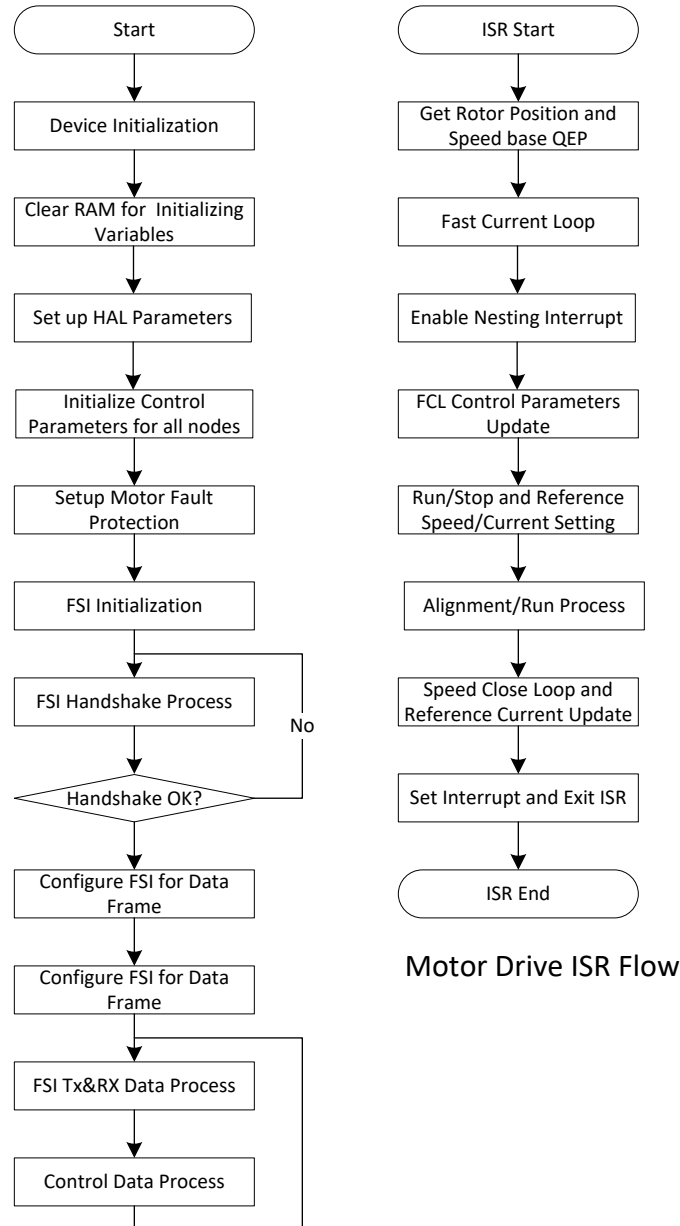 Start
Device Initialization
Clear RAM for Initializing
Variables
Set up HAL Parameters
Initialize Control
Parameters for all nodes
Setup Motor Fault
Protection
FSI Initialization
FSI Handshake Process
No
Handshake OK?
Configure FSI for Data
Frame
Configure FSI for Data
Frame
FSI Tx&RX Data Process
Control Data Process
ISR Start
Get Rotor Position and
Speed base QEP
Fast Current Loop
Enable Nesting Interrupt
FCL Control Parameters
Update
Run/Stop and Reference
Speed/Current Setting
Alignment/Run Process
Speed Close Loop and
Reference Current Update
Set Interrupt and Exit ISR
ISR End
Motor Drive ISR Flow